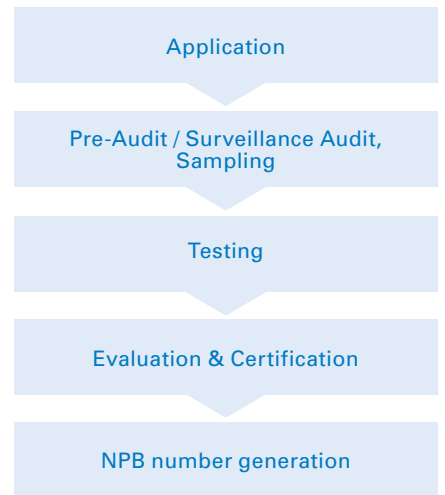 Application
Pre-Audit / Surveillance Audit,
Sampling
Testing
Evaluation & Certification
NPB number generation